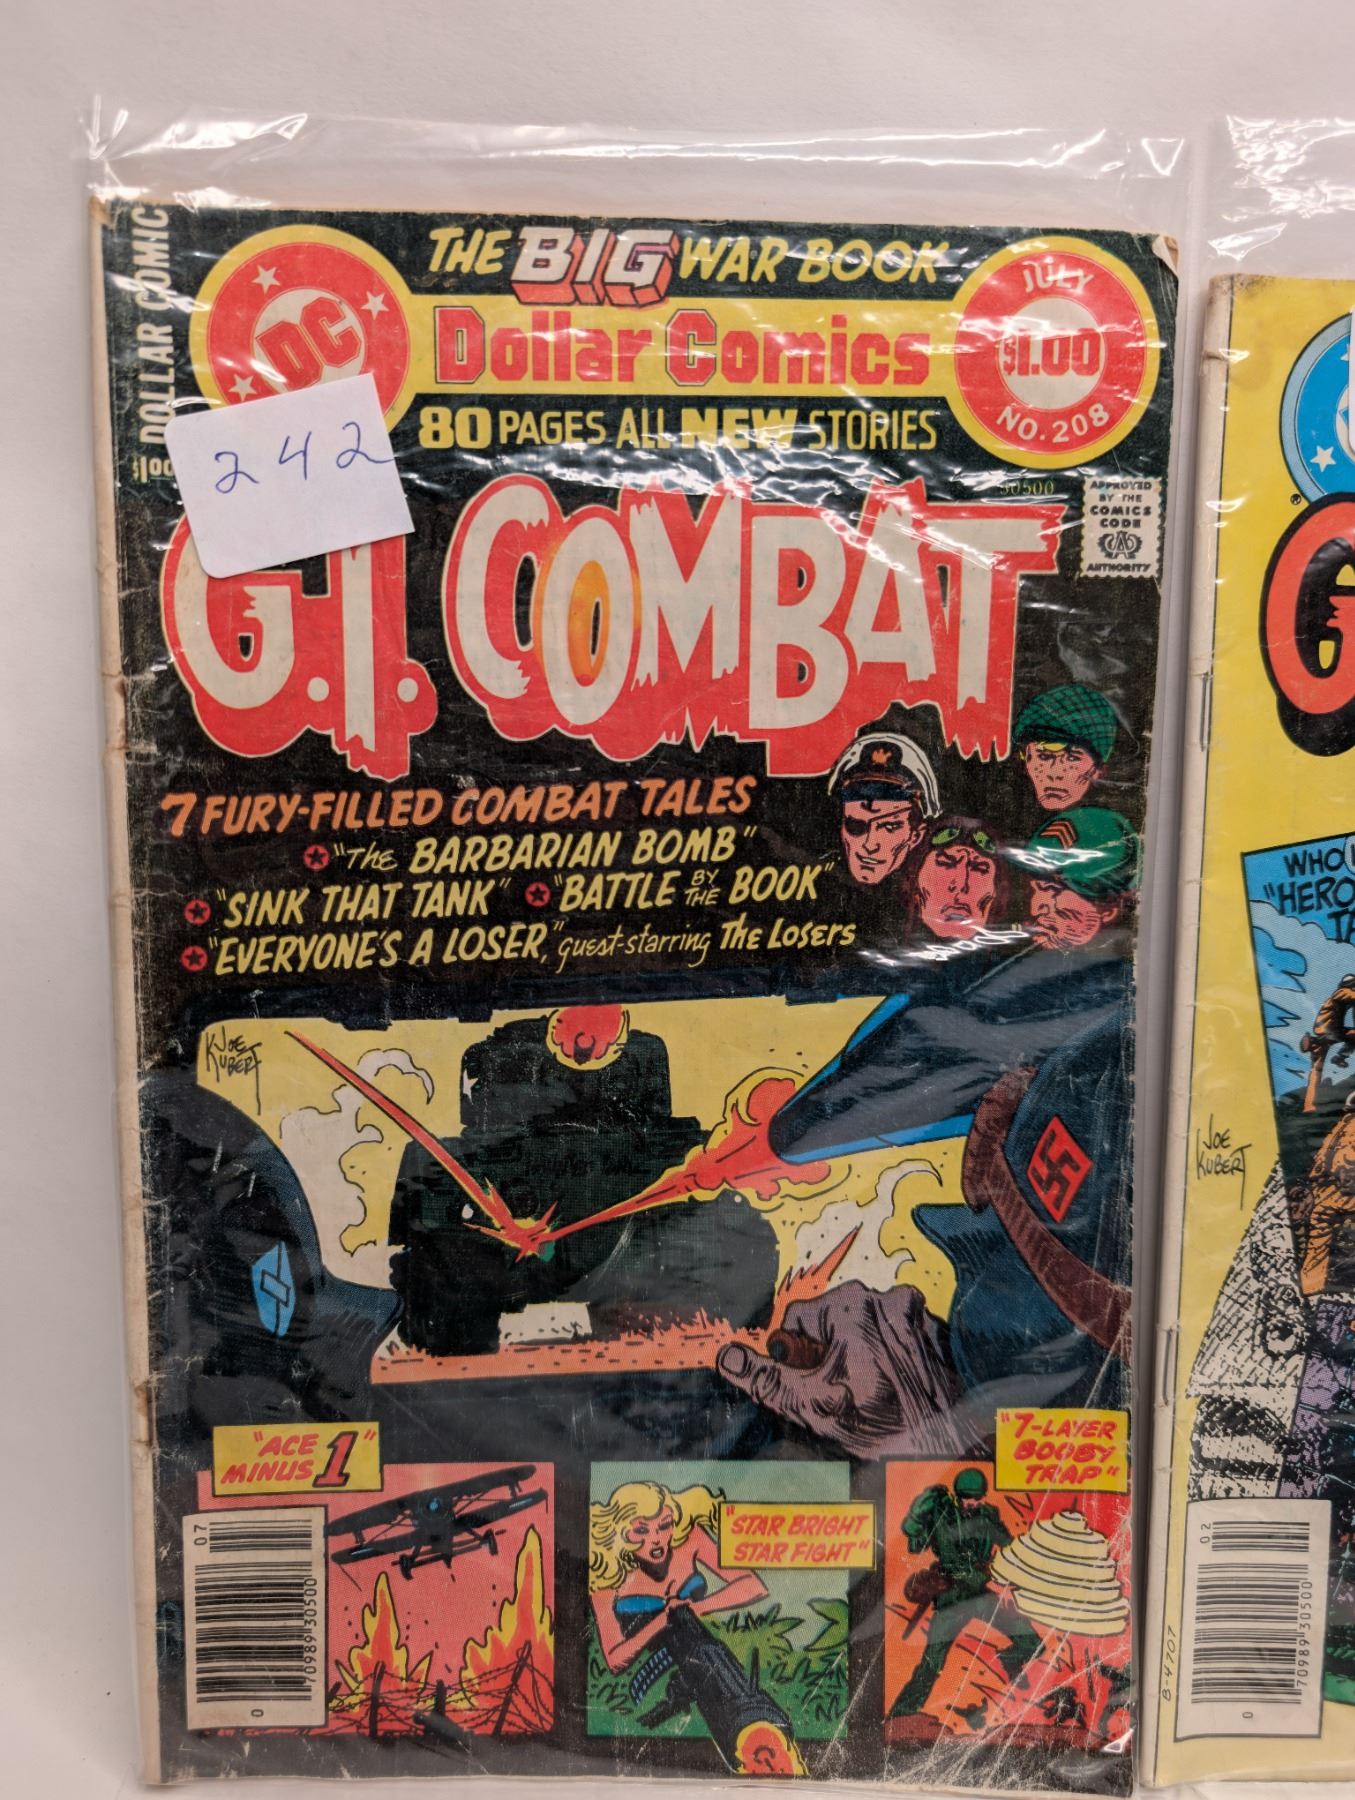 DOLLAR COMIC
$1.00
THE BIG WAR BOOK
DC
Dollar Comics
JULY
$1.00
NO. 208
80 PAGES ALL NEW STORIES
242
30500
APPROVED
BY THE
COMICS
CODE
CA
AUTHORITY
G.I. COMBAT
7 FURY-FILLED COMBAT TALES
"THE BARBARIAN BOMB"
"SINK THAT TANK" "BATTLE BY THE BOOK"
"EVERYONE'S A LOSER," guest-starring THE LOSERS
JOE
KUBERT
"ACE
MINUS 1"
"STAR BRIGHT
STAR FIGHT"
"7-LAYER
BOOBY
TRAP"
07
70989 30500
0
®
G
WHO
"HERO
TA
JOE
KUBERT
B-4707
02
70989 30500
0